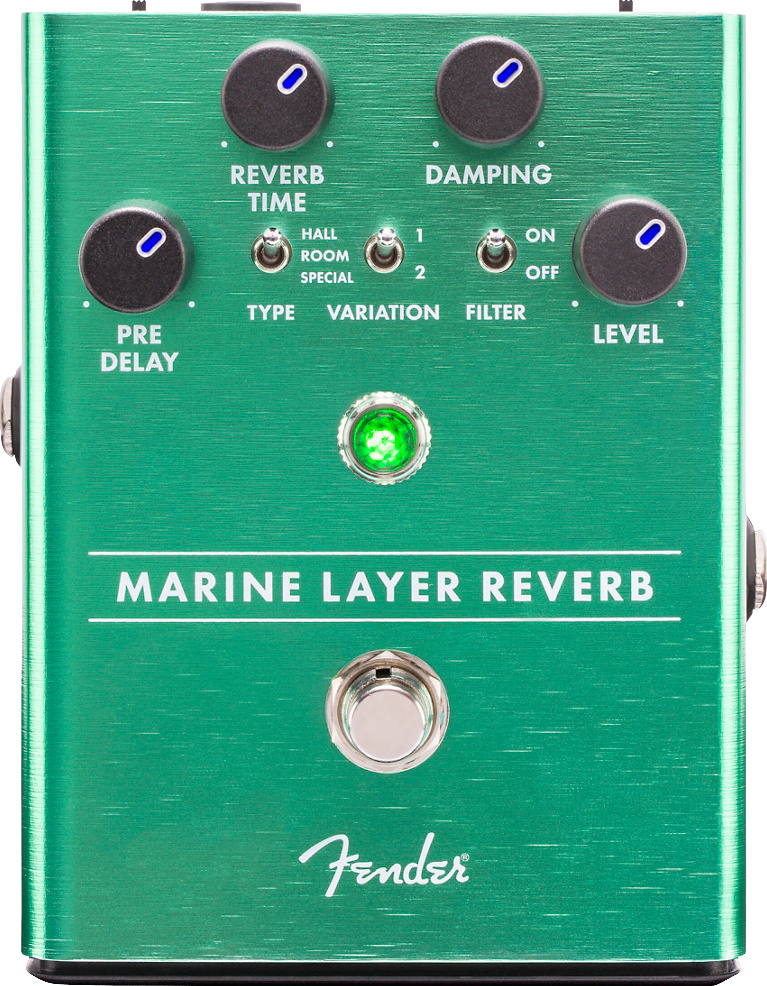 REVERB
TIME
DAMPING
HALL
ROOM
SPECIAL
1
2
ON
OFF
TYPE
VARIATION
FILTER
PRE
DELAY
LEVEL
MARINE LAYER REVERB
Fender®